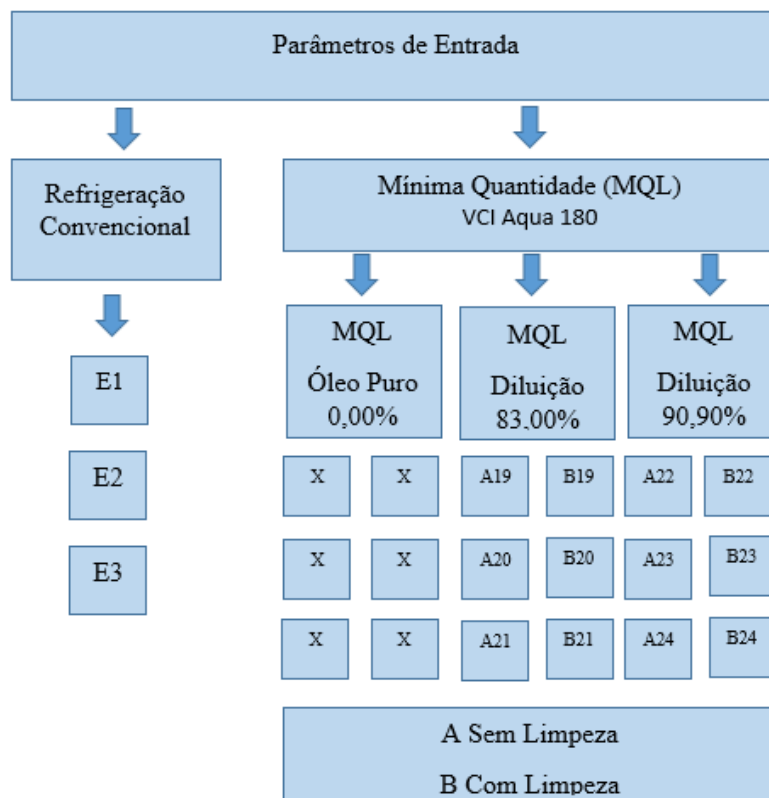 Parâmetros de Entrada
Refrigeração
Convencional
E1
E2
E3
Mínima Quantidade (MQL)
VCI Aqua 180
MQL
Óleo Puro
0,00%
MQL
Diluição
83,00%
MQL
Diluição
90,90%
X X A19 B19 A22 B22
X X A20 B20 A23 B23
X X A21 B21 A24 B24
A Sem Limpeza
B Com Limpeza